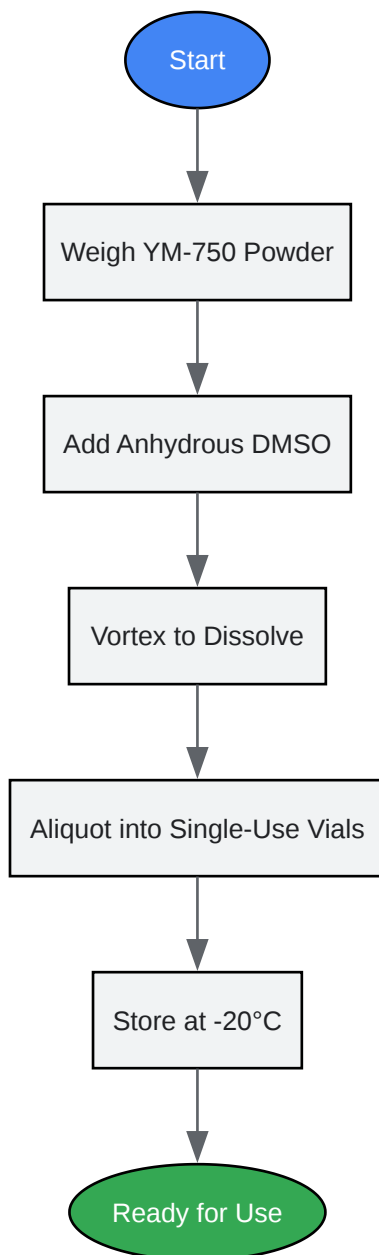 Start
Weigh YM-750 Powder
Add Anhydrous DMSO
Vortex to Dissolve
Aliquot into Single-Use Vials
Store at -20°C
Ready for Use